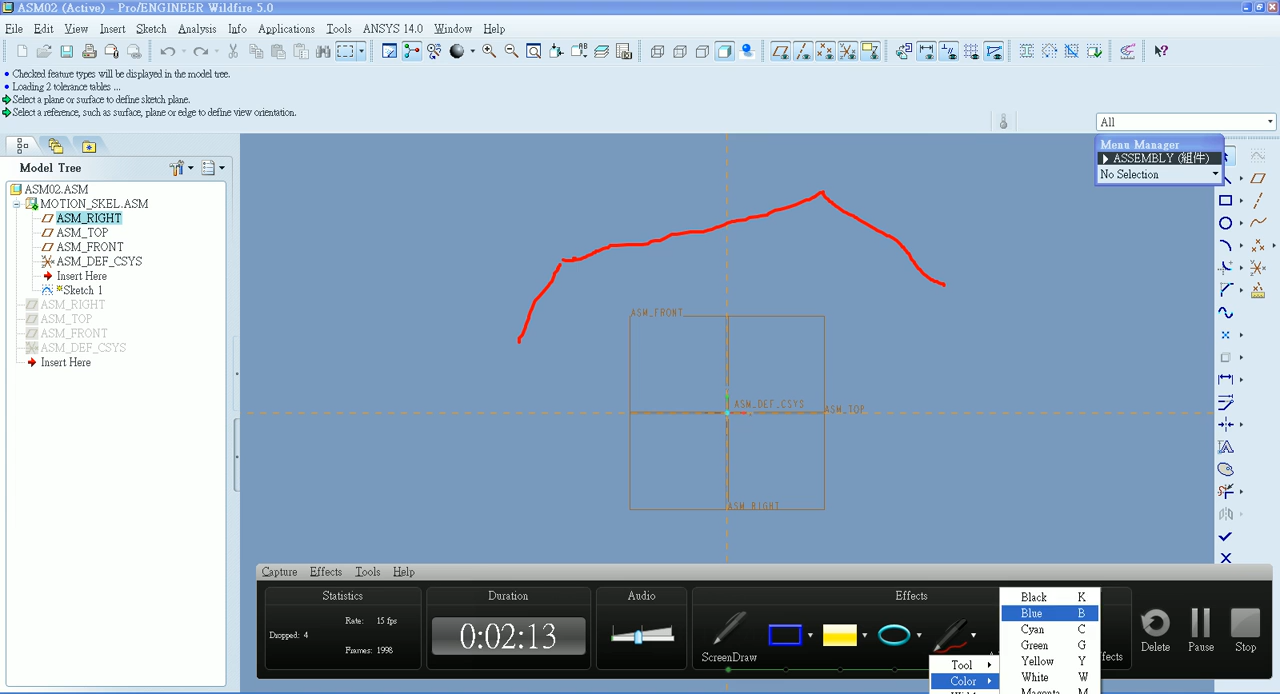 ASM02 (Active) - Pro/ENGINEER Wildfire 5.0
File Edit View Insert Sketch Analysis Info Applications Tools ANSYS 14.0 Window Help
Checked feature types will be displayed in the model tree.
Loading 2 tolerance tables ...
Select a plane or surface to define sketch plane.
Select a reference, such as surface, plane or edge to define view orientation.
All
Menu Manager
ASSEMBLY (組件)
No Selection
Model Tree
ASM02.ASM
MOTION_SKEL.ASM
ASM_RIGHT
ASM_TOP
ASM_FRONT
ASM_DEF_CSYS
Insert Here
*Sketch 1
ASM_RIGHT
ASM_TOP
ASM_FRONT
ASM_DEF_CSYS
Insert Here
ASM_FRONT
ASM_DEF_CSYS
ASM_TOP
ASM_RIGHT
Capture Effects Tools Help
Statistics
Rate: 15 fps
Dropped: 4
Frames: 1998
Duration
0:02:13
Audio
Effects
ScreenDraw
Tool
Color
Black K
Blue B
Cyan C
Green G
Yellow Y
White W
Magenta M
Delete
Pause
Stop